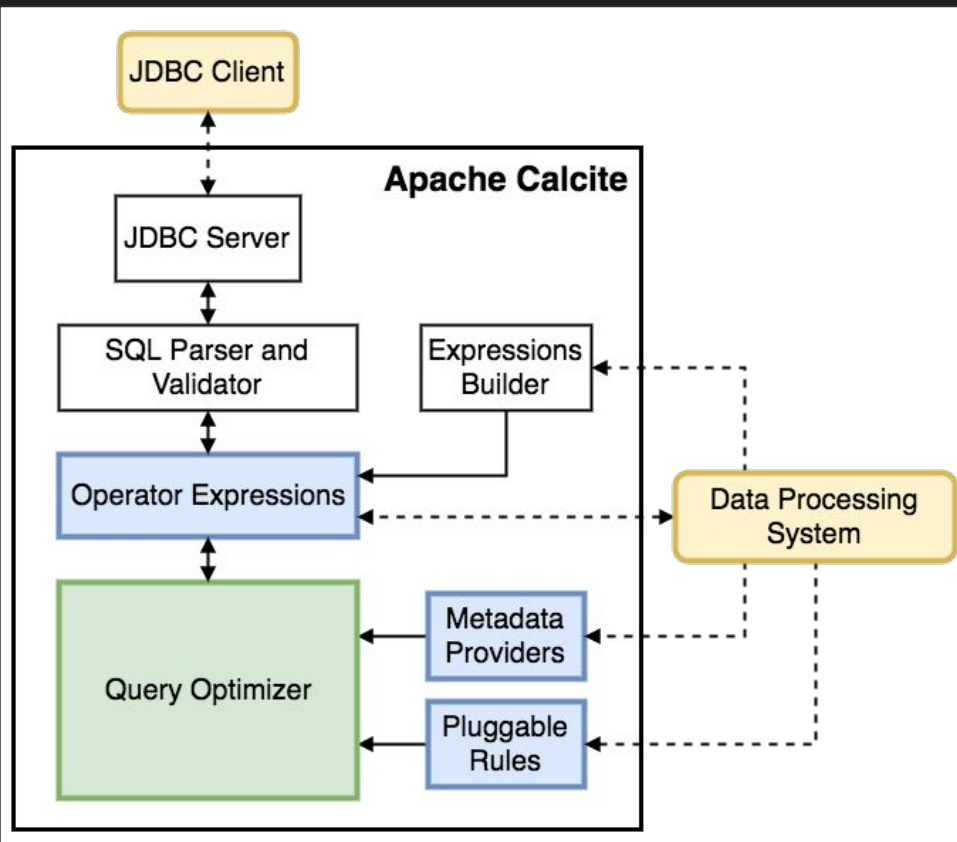 JDBC Client
Apache Calcite
JDBC Server
SQL Parser and
Validator
Expressions
Builder
Operator Expressions
Data Processing
System
Metadata
Providers
Query Optimizer
Pluggable
Rules